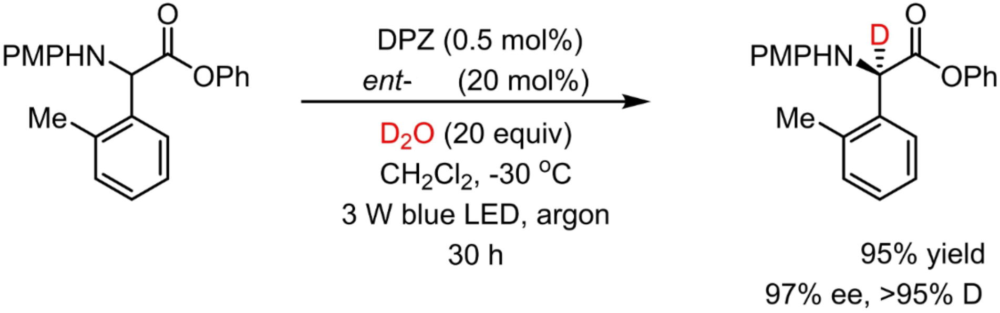 O
PMPHN
OPh
Me
DPZ (0.5 mol%)
ent- (20 mol%)
D₂O (20 equiv)
CH₂Cl₂, -30 ºC
3 W blue LED, argon
30 h
O
D
PMPHN
OPh
Me
95% yield
97% ee, >95% D